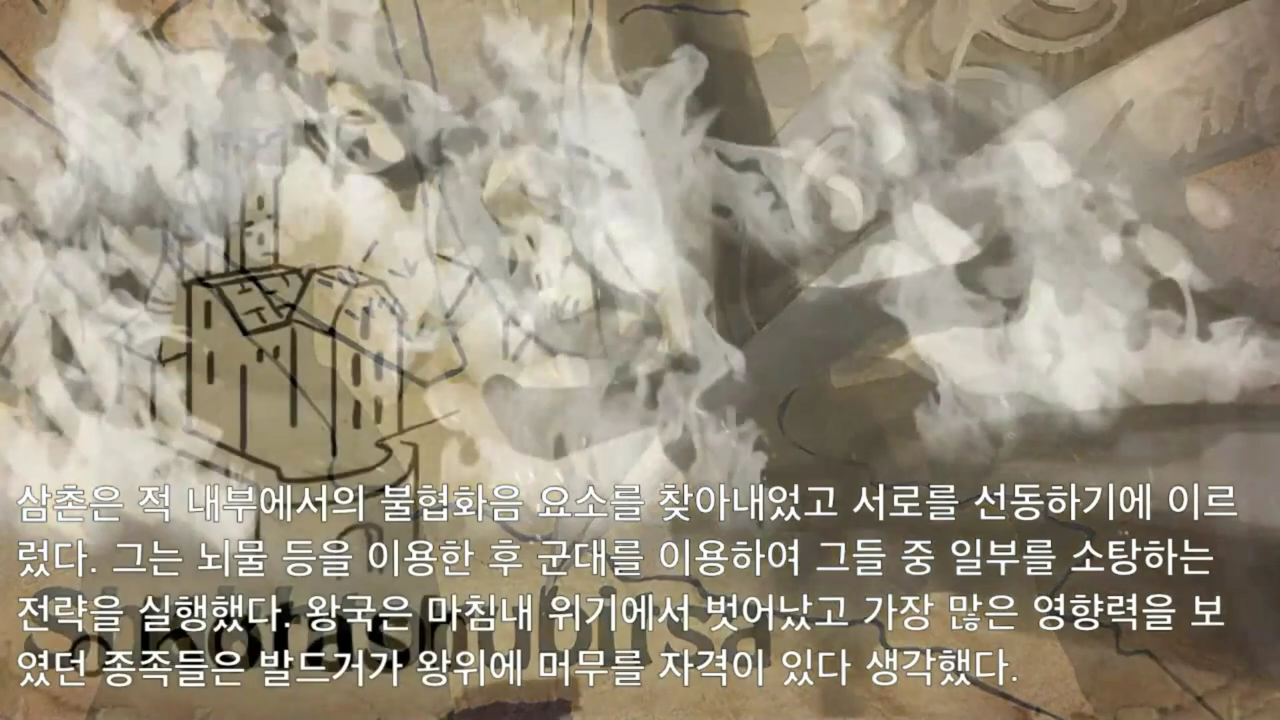 삼촌은 적 내부에서의 불협화음 요소를 찾아내었고 서로를 선동하기에 이르
렀다. 그는 뇌물 등을 이용한 후 군대를 이용하여 그들 중 일부를 소탕하는
전략을 실행했다. 왕국은 마침내 위기에서 벗어났고 가장 많은 영향력을 보
였던 종족들은 발드거가 왕위에 머무를 자격이 있다 생각했다.